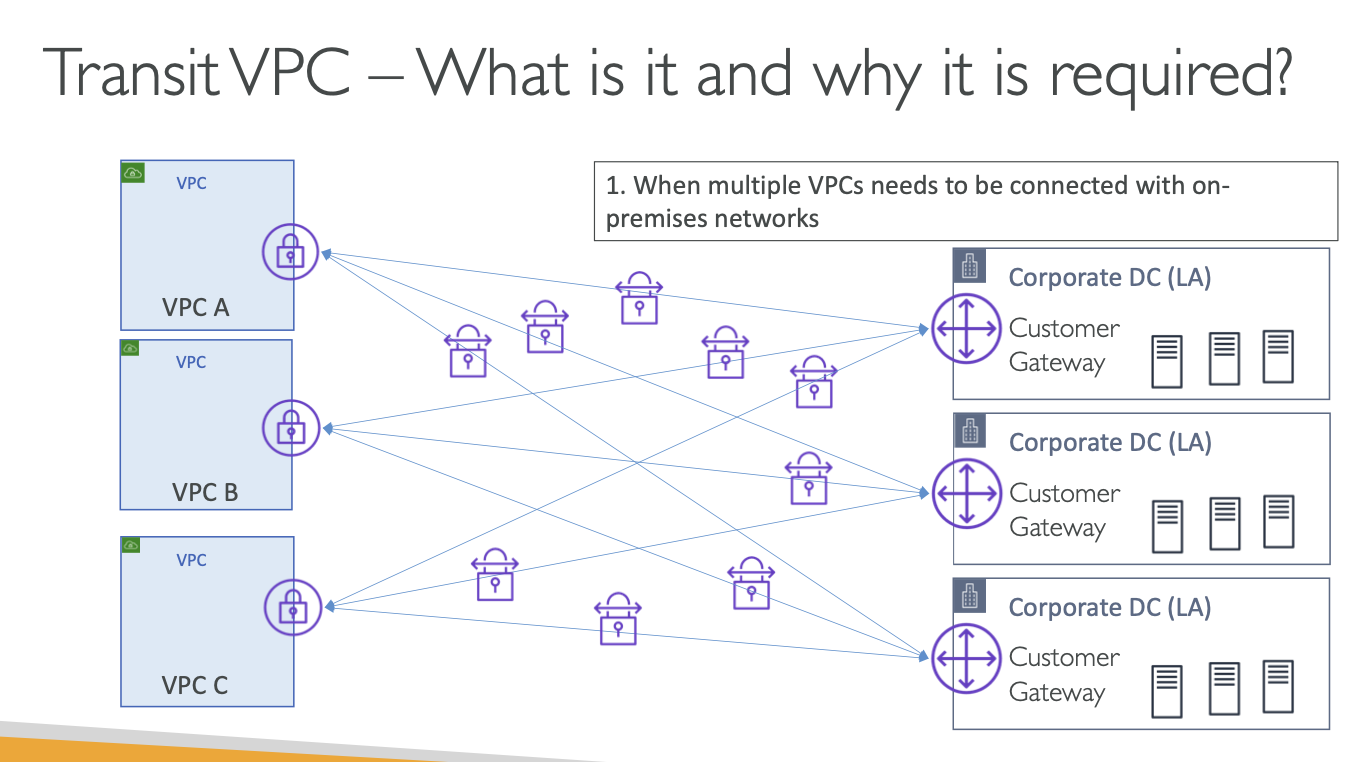 Transit VPC – What is it and why it is required?
VPC
VPC A
VPC
VPC B
VPC
VPC C
1. When multiple VPCs needs to be connected with on-
premises networks
Corporate DC (LA)
Customer
Gateway
Corporate DC (LA)
Customer
Gateway
Corporate DC (LA)
Customer
Gateway